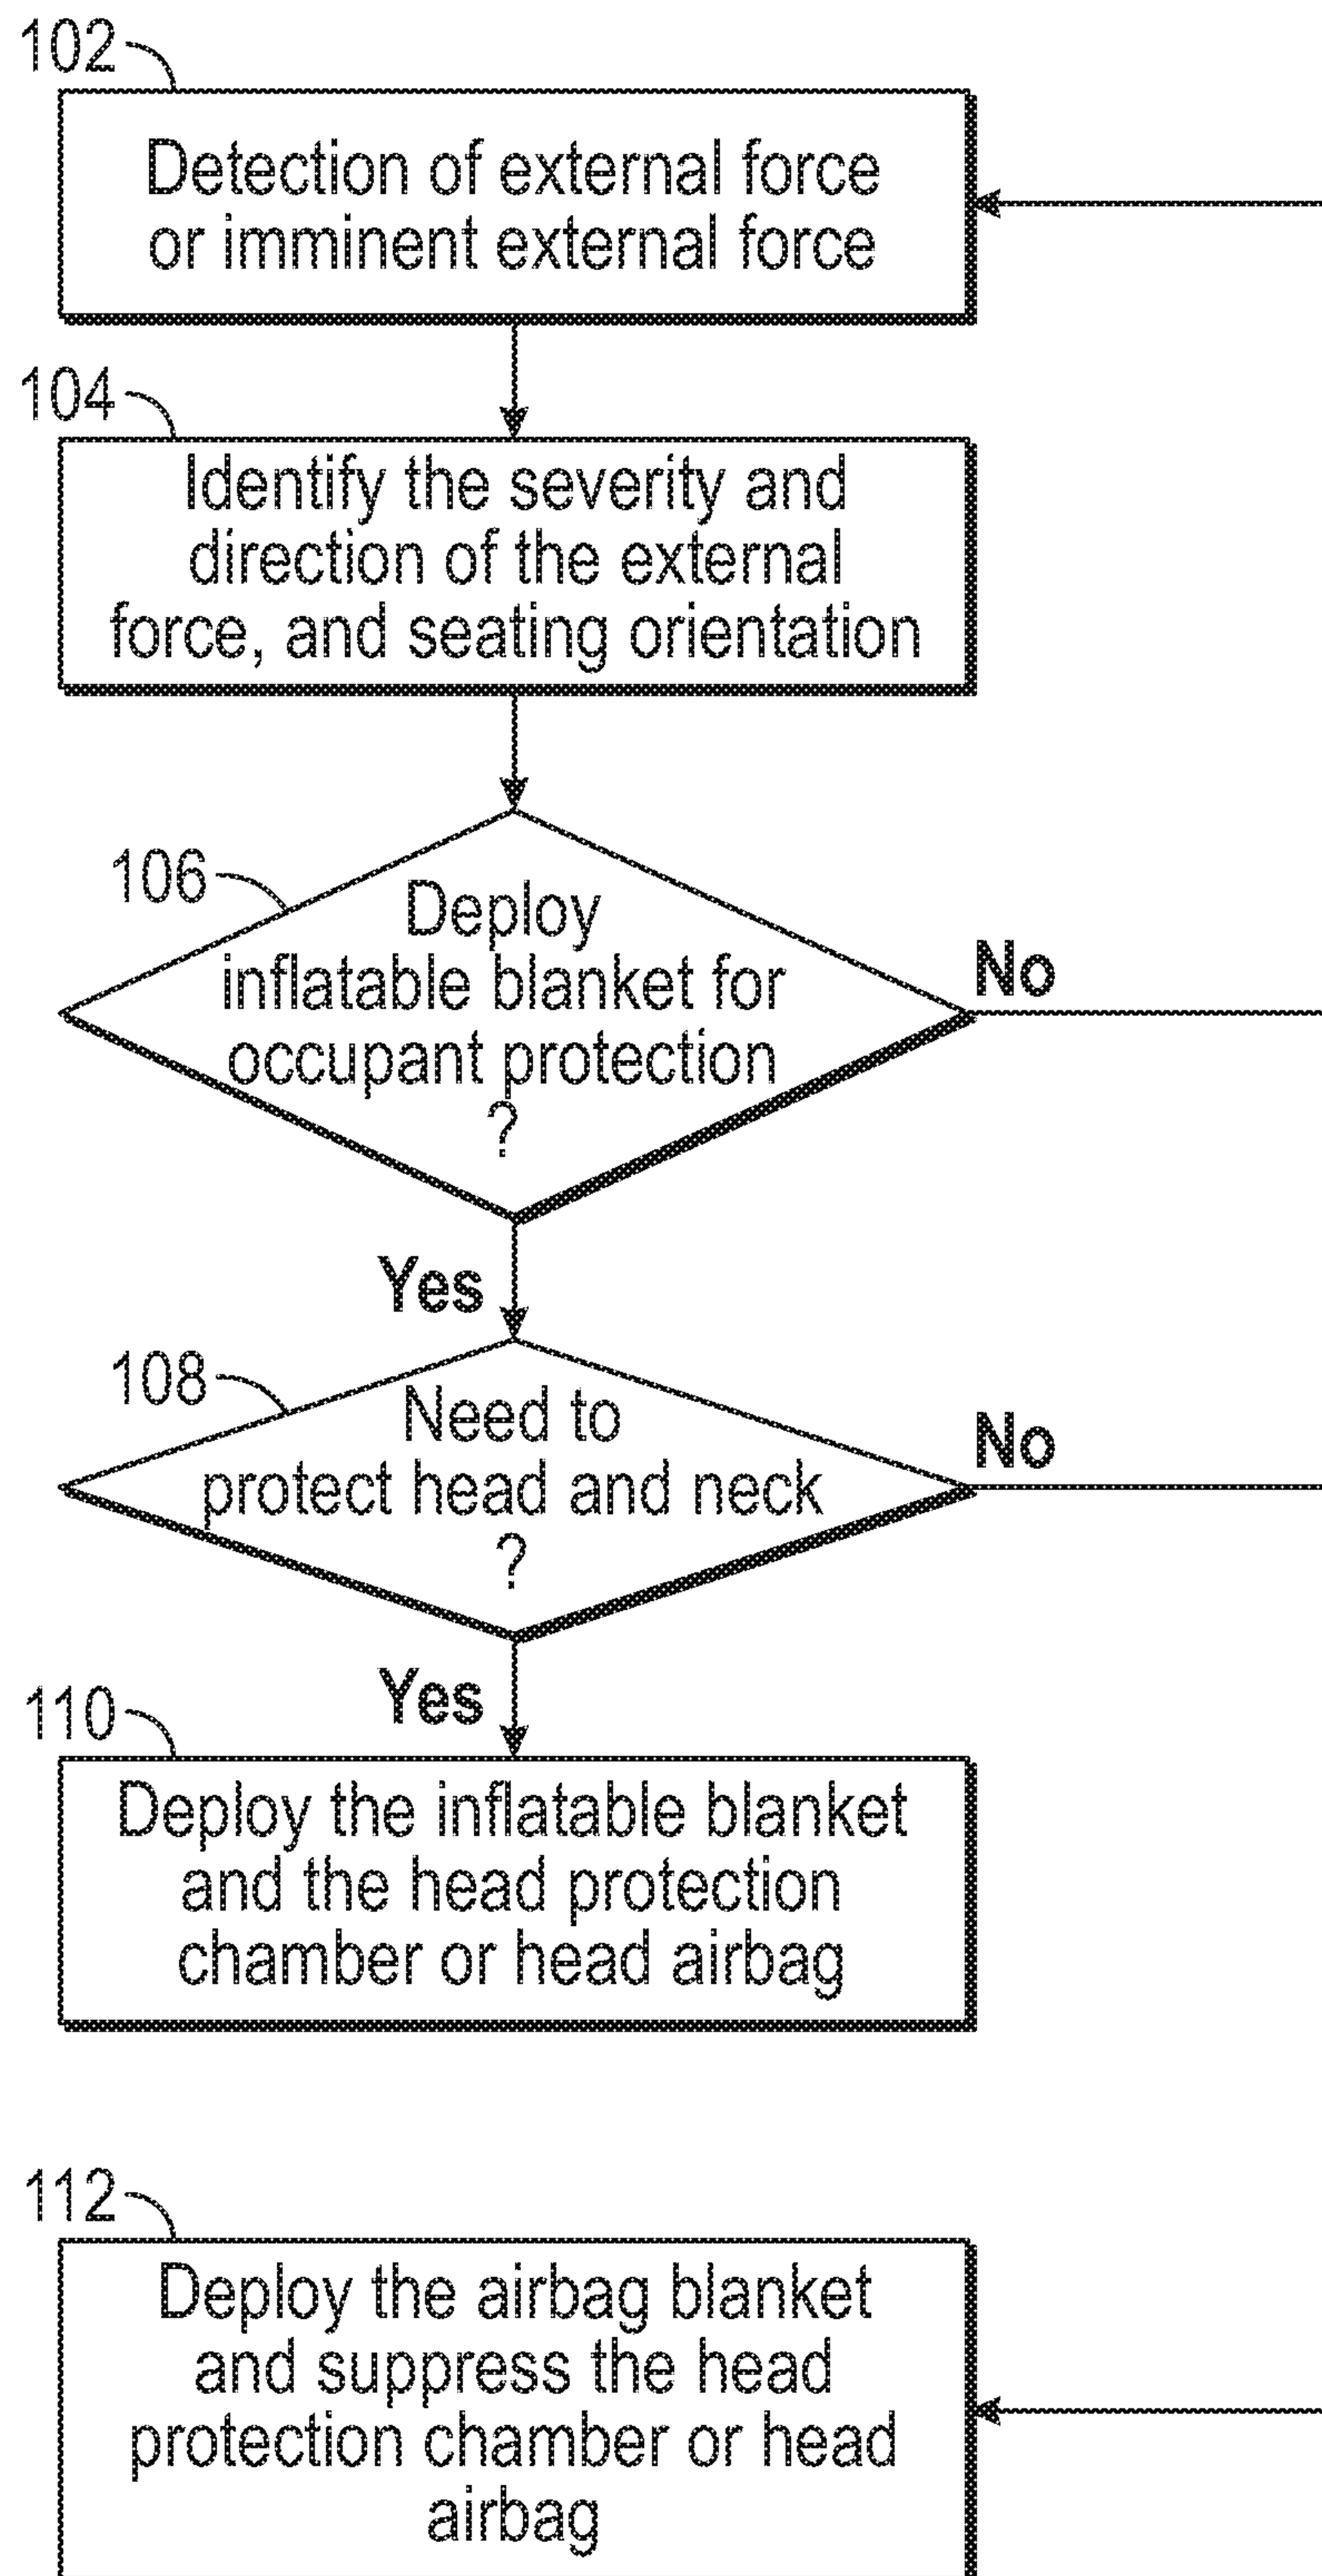 102
Detection of external force
or imminent external force
104
Identify the severity and
direction of the external
force, and seating orientation
106
Deploy
inflatable blanket for
occupant protection
?
No
Yes
108
Need to
protect head and neck
?
No
Yes
110
Deploy the inflatable blanket
and the head protection
chamber or head airbag
112
Deploy the airbag blanket
and suppress the head
protection chamber or head
airbag